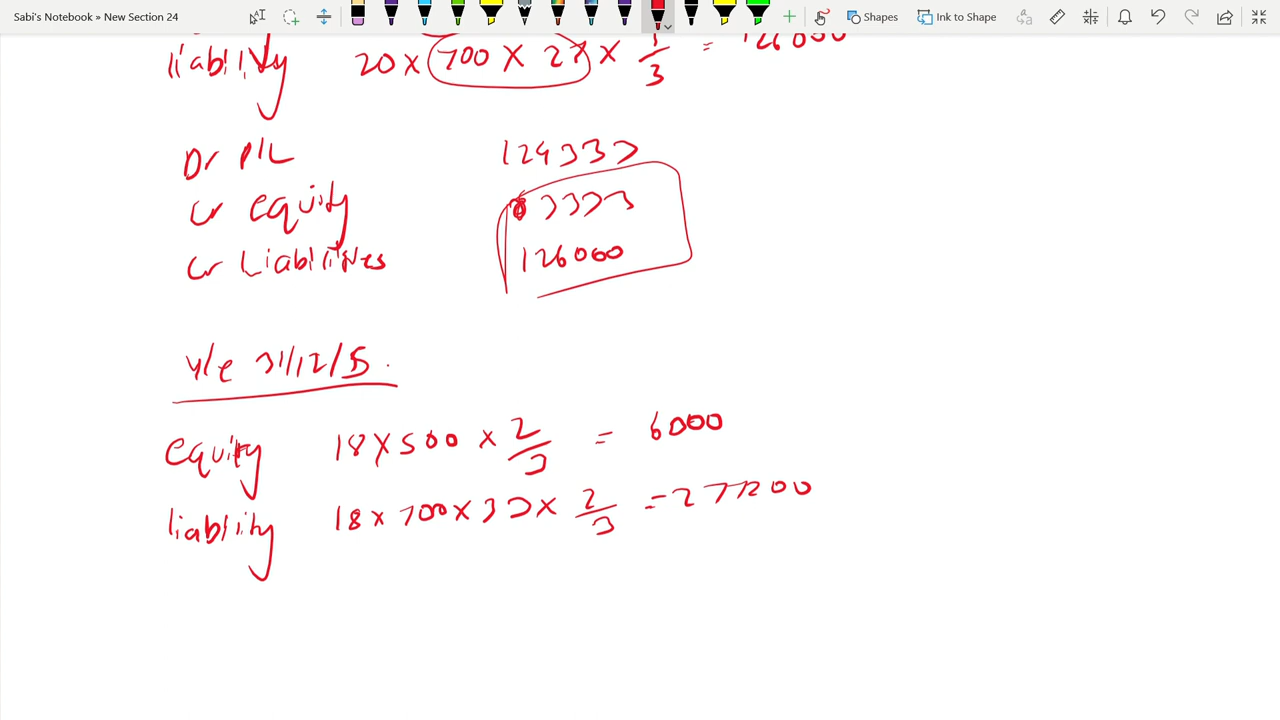 Sabi's Notebook » New Section 24
Shapes
Ink to Shape
liability 20 × 700 × 27 × 1/3 = 126000
Dr P/L 129333
Cr equity 3333
Cr Liabilities 126000
Y/e 31/12/5.
equity 18 × 500 × 2/3 = 6000
liability 18 × 700 × 33 × 2/3 = 277200